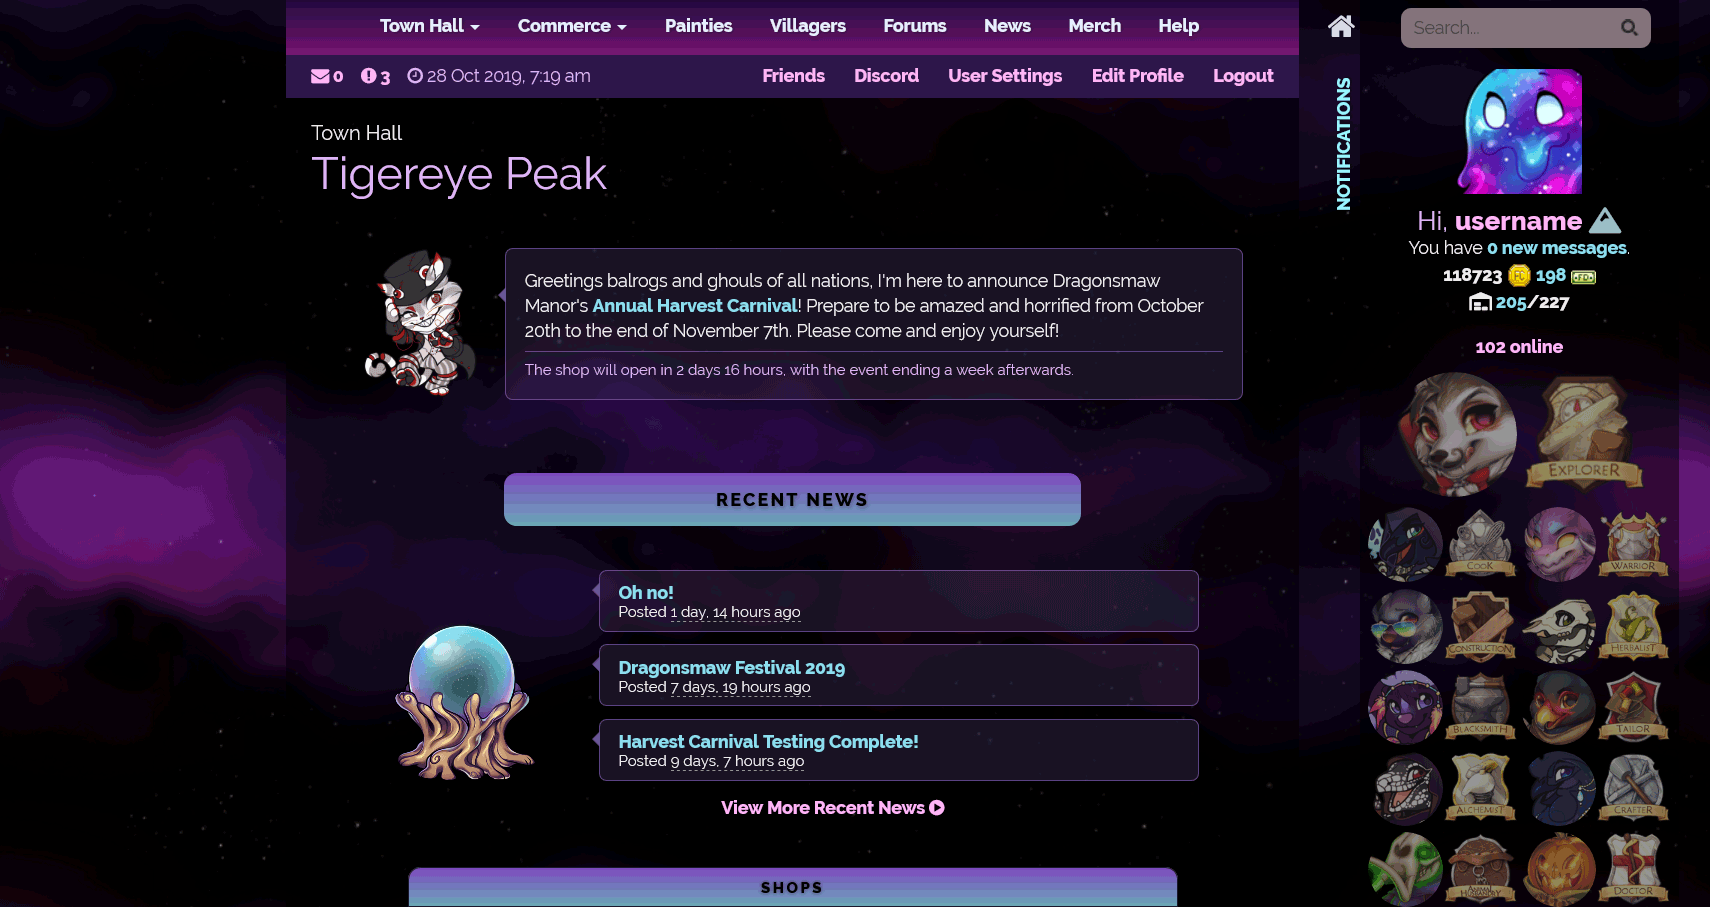 Town Hall
Commerce
Painties
Villagers
Forums
News
Merch
Help
Search...
0
3
28 Oct 2019, 7:19 am
Friends
Discord
User Settings
Edit Profile
Logout
NOTIFICATIONS
Town Hall
Tigereye Peak
Greetings balrogs and ghouls of all nations, I'm here to announce Dragonsmaw
Manor's Annual Harvest Carnival! Prepare to be amazed and horrified from October
20th to the end of November 7th. Please come and enjoy yourself!
The shop will open in 2 days 16 hours, with the event ending a week afterwards.
RECENT NEWS
Oh no!
Posted 1 day, 14 hours ago
Dragonsmaw Festival 2019
Posted 7 days, 19 hours ago
Harvest Carnival Testing Complete!
Posted 9 days, 7 hours ago
View More Recent News
SHOPS
Hi, username
You have 0 new messages.
118723 FC 198 FD
205/227
102 online
EXPLORER
COOK
WARRIOR
CONSTRUCTION
HERBALIST
BLACKSMITH
TAILOR
ALCHEMIST
CRAFTER
ANIMAL
HUSBANDRY
DOCTOR